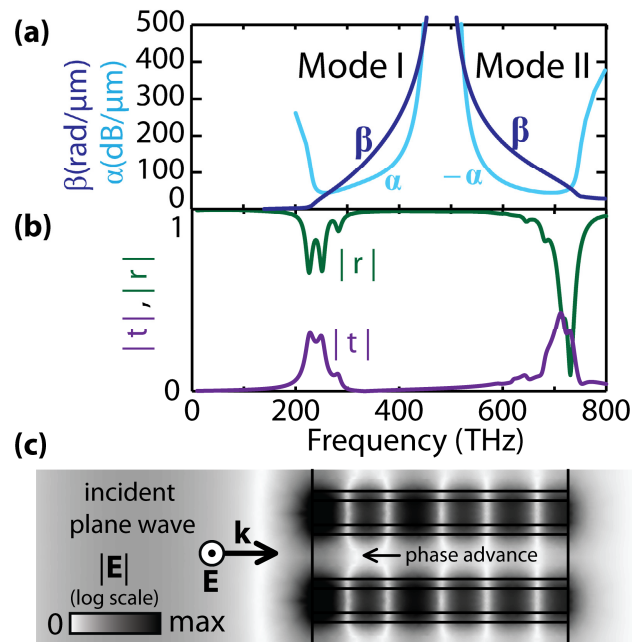 (a)
500
400
300
200
100
0
β(rad/μm)
α(dB/μm)
Mode I
Mode II
β
β
α
−α
(b)
1
0
|t|, |r|
|r|
|t|
0
200
400
600
800
Frequency (THz)
(c)
incident
plane wave
k
E
|E|
(log scale)
0
max
phase advance